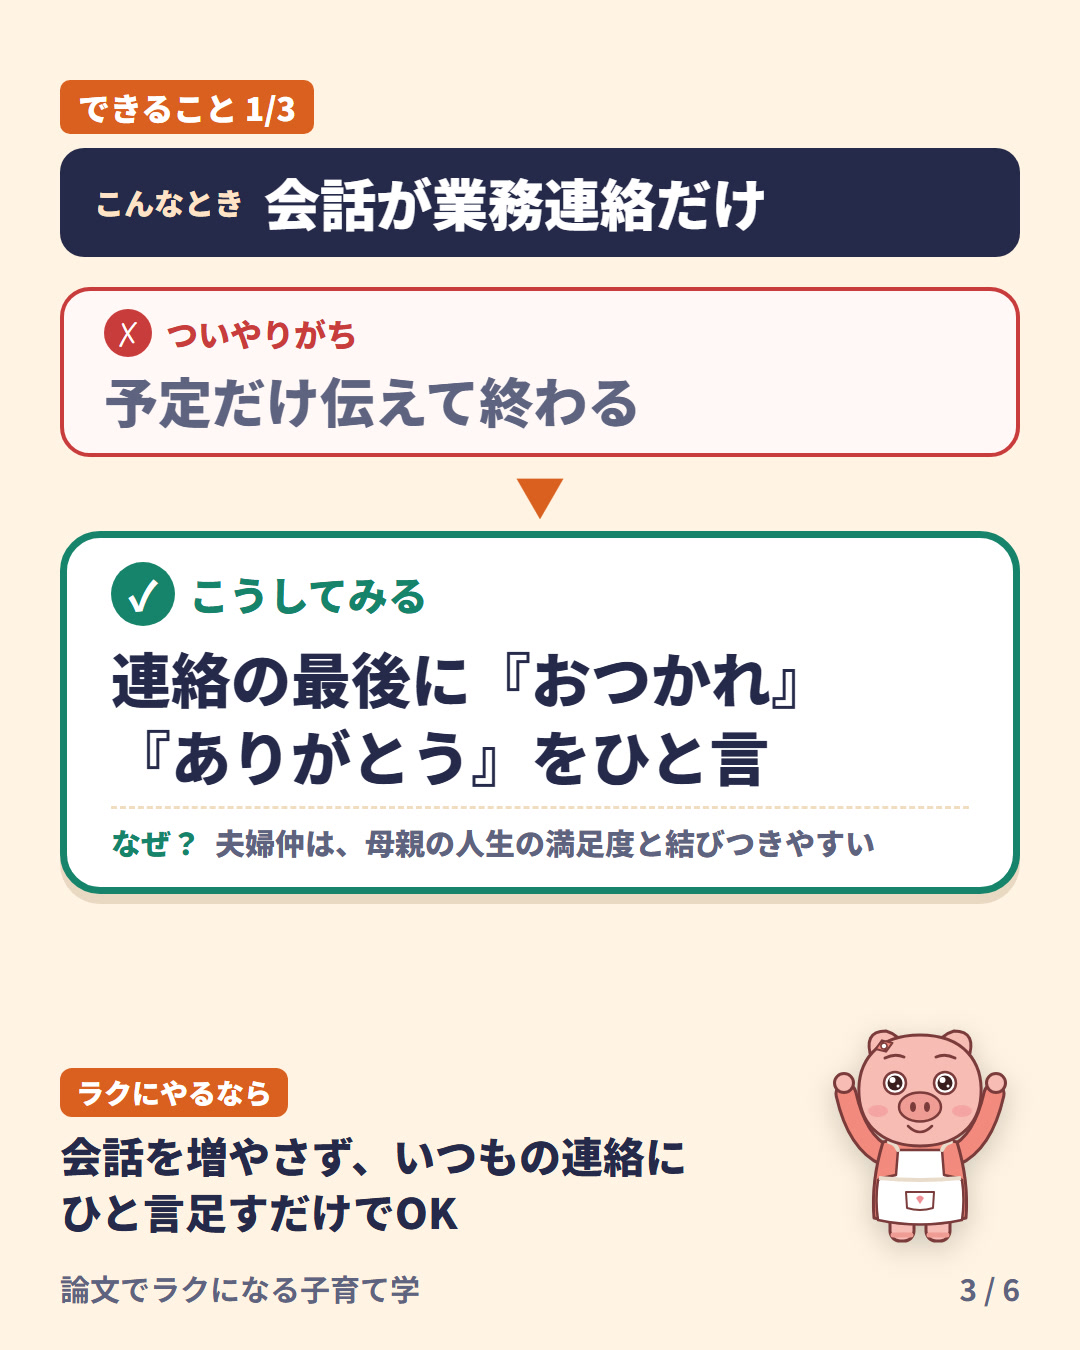 できること 1/3
こんなとき 会話が業務連絡だけ
✗ ついやりがち
予定だけ伝えて終わる
✓ こうしてみる
連絡の最後に『おつかれ』
『ありがとう』をひと言
なぜ？ 夫婦仲は、母親の人生の満足度と結びつきやすい
ラクにやるなら
会話を増やさず、いつもの連絡に
ひと言足すだけでOK
論文でラクになる子育て学
3 / 6